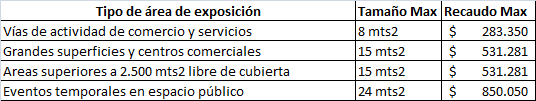 Tipo de área de exposición Tamaño Max Recaudo Max
Vías de actividad de comercio y servicios 8 mts2 $ 283.350
Grandes superficies y centros comerciales 15 mts2 $ 531.281
Areas superiores a 2.500 mts2 libre de cubierta 15 mts2 $ 531.281
Eventos temporales en espacio público 24 mts2 $ 850.050